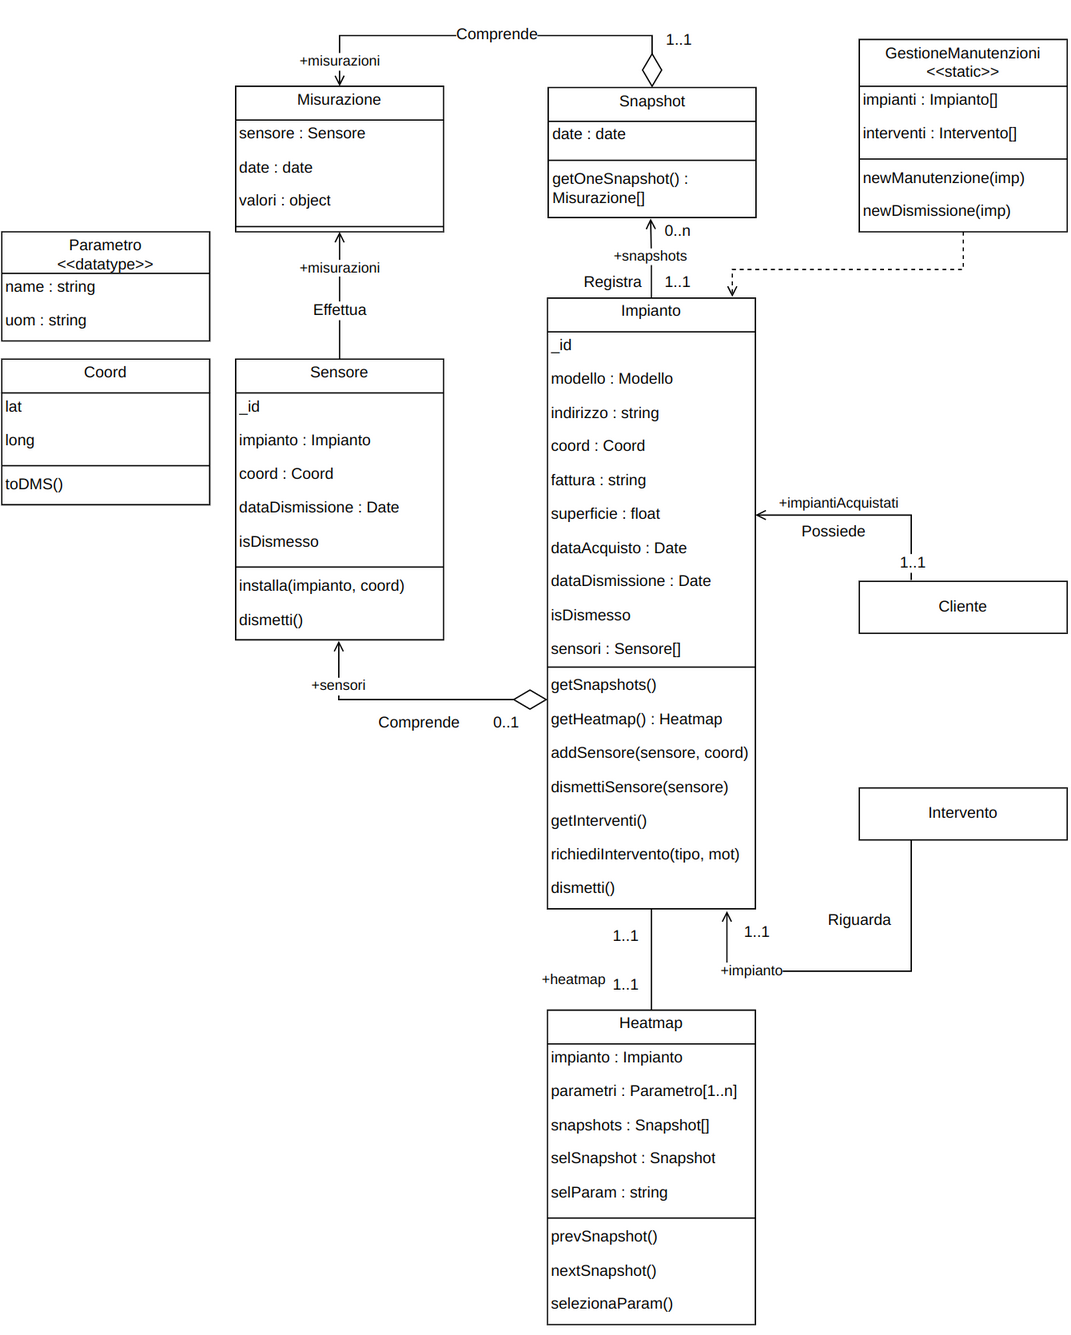 Comprende
1..1
+misurazioni
Misurazione
sensore : Sensore
date : date
valori : object
Snapshot
date : date
getOneSnapshot() :
Misurazione[]
GestioneManutenzioni
<<static>>
impianti : Impianto[]
interventi : Intervento[]
newManutenzione(imp)
newDismissione(imp)
0..n
+snapshots
Registra
1..1
+misurazioni
Effettua
Parametro
<<datatype>>
name : string
uom : string
Coord
lat
long
toDMS()
Sensore
_id
impianto : Impianto
coord : Coord
dataDismissione : Date
isDismesso
installa(impianto, coord)
dismetti()
+sensori
Comprende
0..1
Impianto
_id
modello : Modello
indirizzo : string
coord : Coord
fattura : string
superficie : float
dataAcquisto : Date
dataDismissione : Date
isDismesso
sensori : Sensore[]
getSnapshots()
getHeatmap() : Heatmap
addSensore(sensore, coord)
dismettiSensore(sensore)
getInterventi()
richiediIntervento(tipo, mot)
dismetti()
+impiantiAcquistati
Possiede
1..1
Cliente
Intervento
Riguarda
1..1
+impianto
1..1
+heatmap
1..1
Heatmap
impianto : Impianto
parametri : Parametro[1..n]
snapshots : Snapshot[]
selSnapshot : Snapshot
selParam : string
prevSnapshot()
nextSnapshot()
selezionaParam()